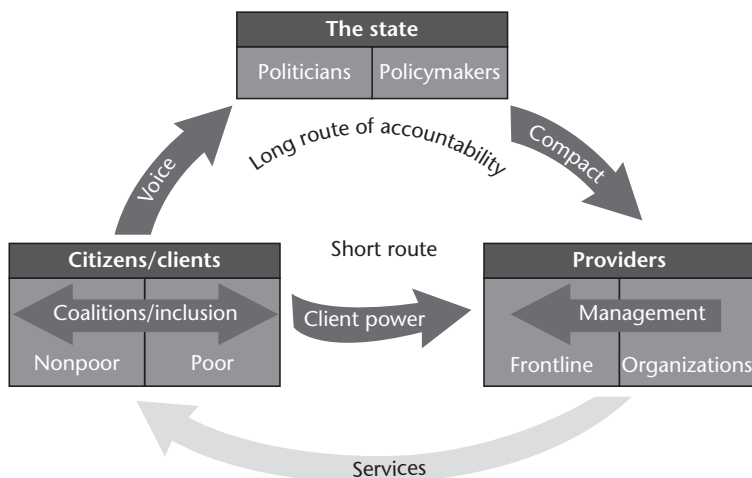 The state
Politicians
Policymakers
Long route of accountability
Voice
Compact
Short route
Citizens/clients
Coalitions/inclusion
Nonpoor
Poor
Client power
Providers
Management
Frontline
Organizations
Services